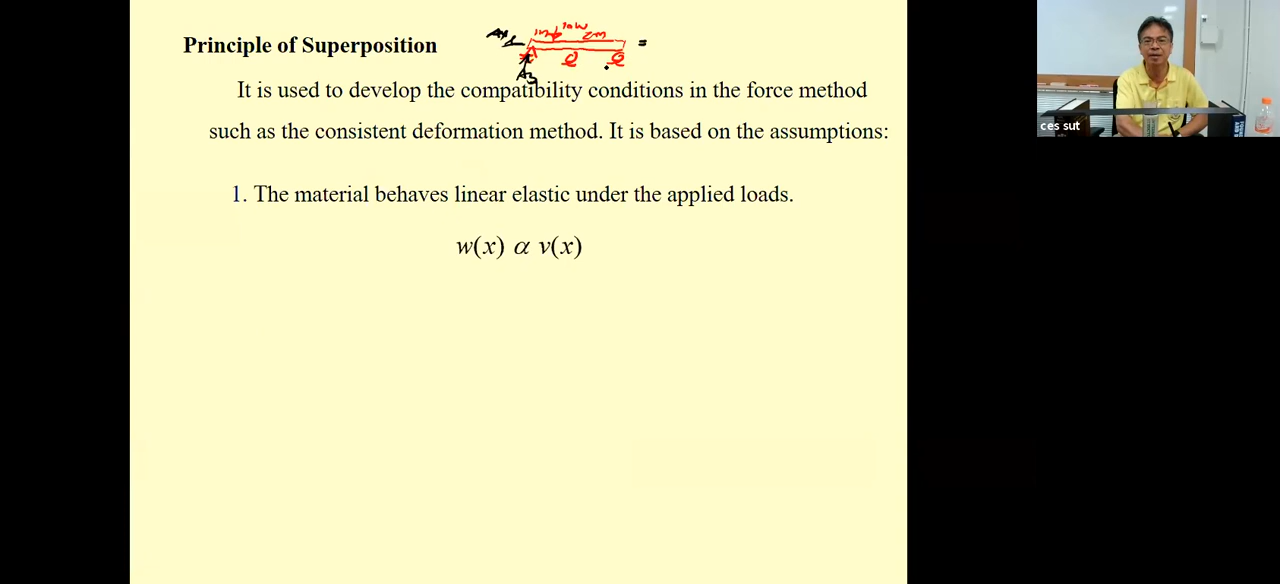 Principle of Superposition
=
It is used to develop the compatibility conditions in the force method
such as the consistent deformation method. It is based on the assumptions:
1. The material behaves linear elastic under the applied loads.
w(x) α v(x)
ces sut